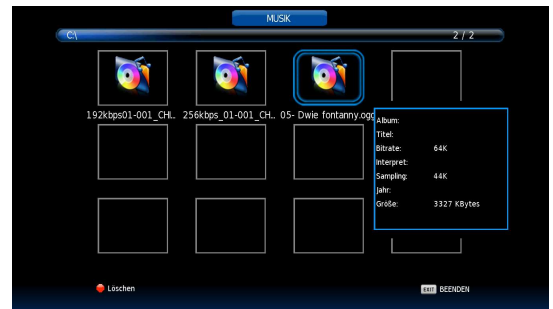 MUSIK
C:\ 2 / 2
192kbps01-001_CHI.. 256kbps_01-001_CH.. 05- Dwie fontanny.ogg
Album:
Titel:
Bitrate: 64K
Interpret:
Sampling: 44K
Jahr:
Größe: 3327 KBytes
Löschen EXIT BEENDEN